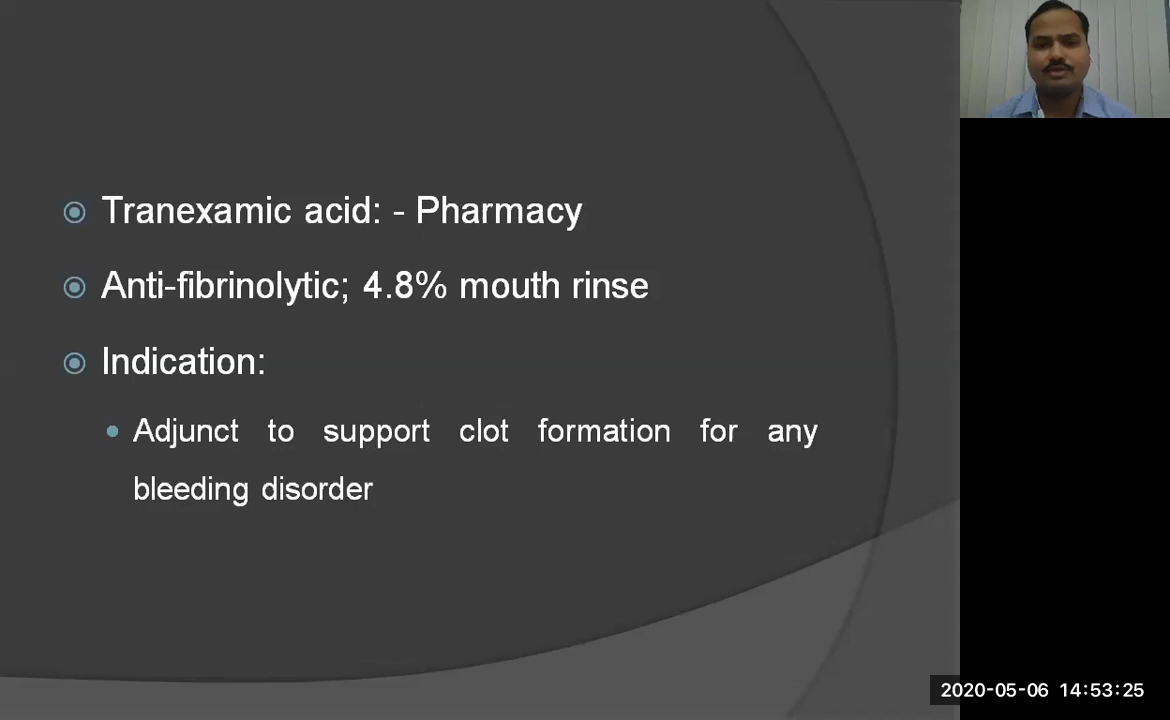 Tranexamic acid: - Pharmacy
Anti-fibrinolytic; 4.8% mouth rinse
Indication:
Adjunct to support clot formation for any
bleeding disorder
2020-05-06 14:53:25